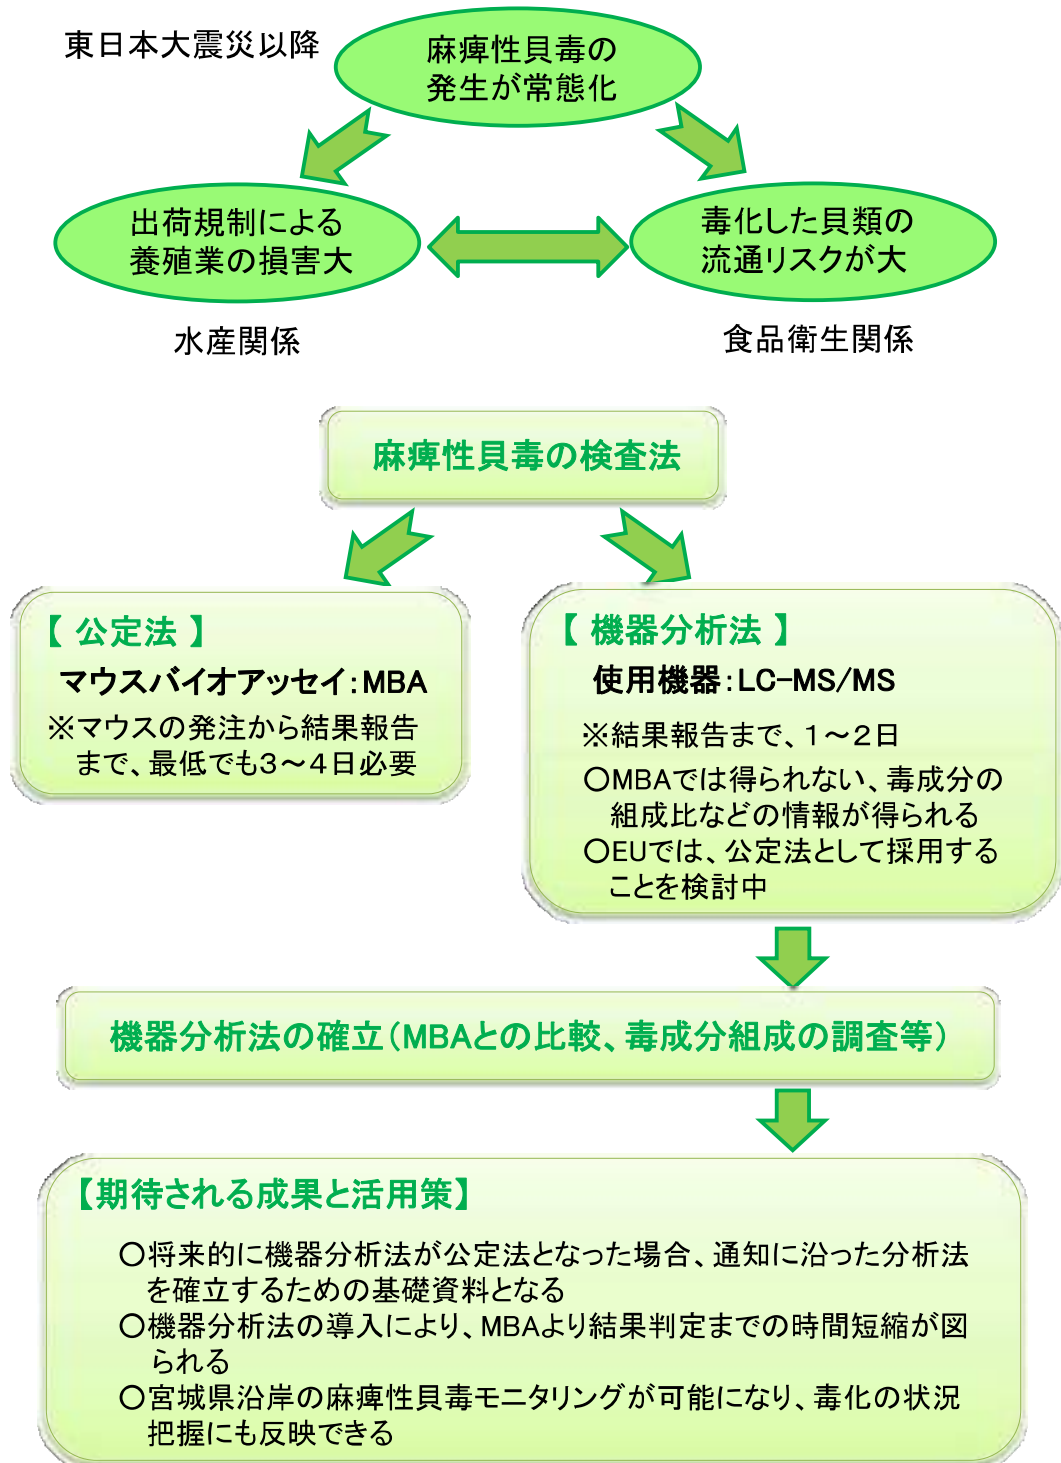 東日本大震災以降
麻痺性貝毒の
発生が常態化
出荷規制による
養殖業の損害大
毒化した貝類の
流通リスクが大
水産関係
食品衛生関係
麻痺性貝毒の検査法
【 公定法 】
マウスバイオアッセイ：MBA
※マウスの発注から結果報告
まで、最低でも３～４日必要
【 機器分析法 】
使用機器：LC-MS/MS
※結果報告まで、１～２日
○MBAでは得られない、毒成分の
組成比などの情報が得られる
○EUでは、公定法として採用する
ことを検討中
機器分析法の確立（MBAとの比較、毒成分組成の調査等）
【期待される成果と活用策】
○将来的に機器分析法が公定法となった場合、通知に沿った分析法
を確立するための基礎資料となる
○機器分析法の導入により、MBAより結果判定までの時間短縮が図
られる
○宮城県沿岸の麻痺性貝毒モニタリングが可能になり、毒化の状況
把握にも反映できる